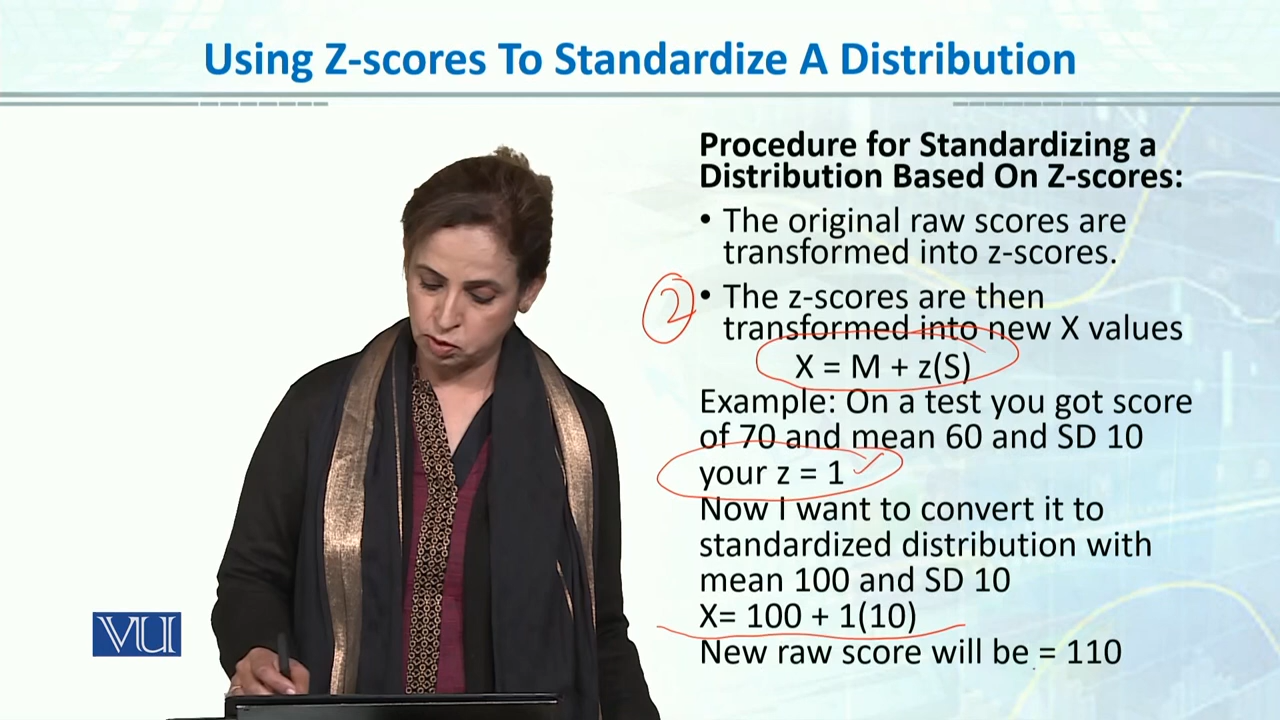 Using Z-scores To Standardize A Distribution
Procedure for Standardizing a
Distribution Based On Z-scores:
• The original raw scores are
transformed into z-scores.
2
• The z-scores are then
transformed into new X values
X = M + z(S)
Example: On a test you got score
of 70 and mean 60 and SD 10
your z = 1
Now I want to convert it to
standardized distribution with
mean 100 and SD 10
X= 100 + 1(10)
New raw score will be = 110
VU